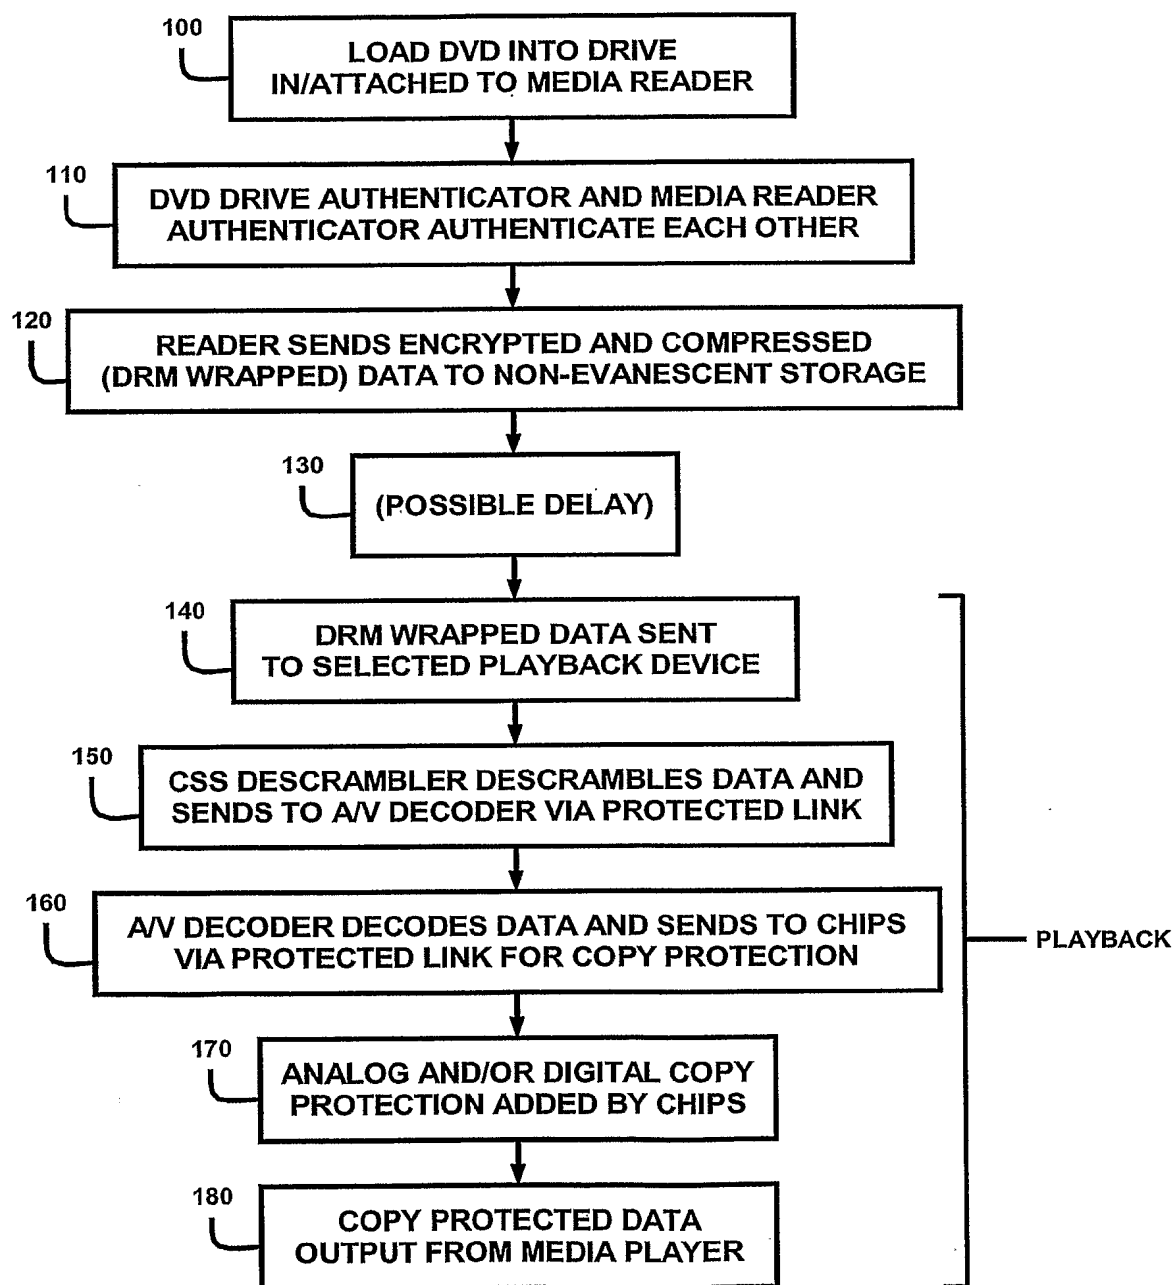 100
LOAD DVD INTO DRIVE
IN/ATTACHED TO MEDIA READER
110
DVD DRIVE AUTHENTICATOR AND MEDIA READER
AUTHENTICATOR AUTHENTICATE EACH OTHER
120
READER SENDS ENCRYPTED AND COMPRESSED
(DRM WRAPPED) DATA TO NON-EVANESCENT STORAGE
130
(POSSIBLE DELAY)
140
DRM WRAPPED DATA SENT
TO SELECTED PLAYBACK DEVICE
150
CSS DESCRAMBLER DESCRAMBLES DATA AND
SENDS TO A/V DECODER VIA PROTECTED LINK
160
A/V DECODER DECODES DATA AND SENDS TO CHIPS
VIA PROTECTED LINK FOR COPY PROTECTION
PLAYBACK
170
ANALOG AND/OR DIGITAL COPY
PROTECTION ADDED BY CHIPS
180
COPY PROTECTED DATA
OUTPUT FROM MEDIA PLAYER